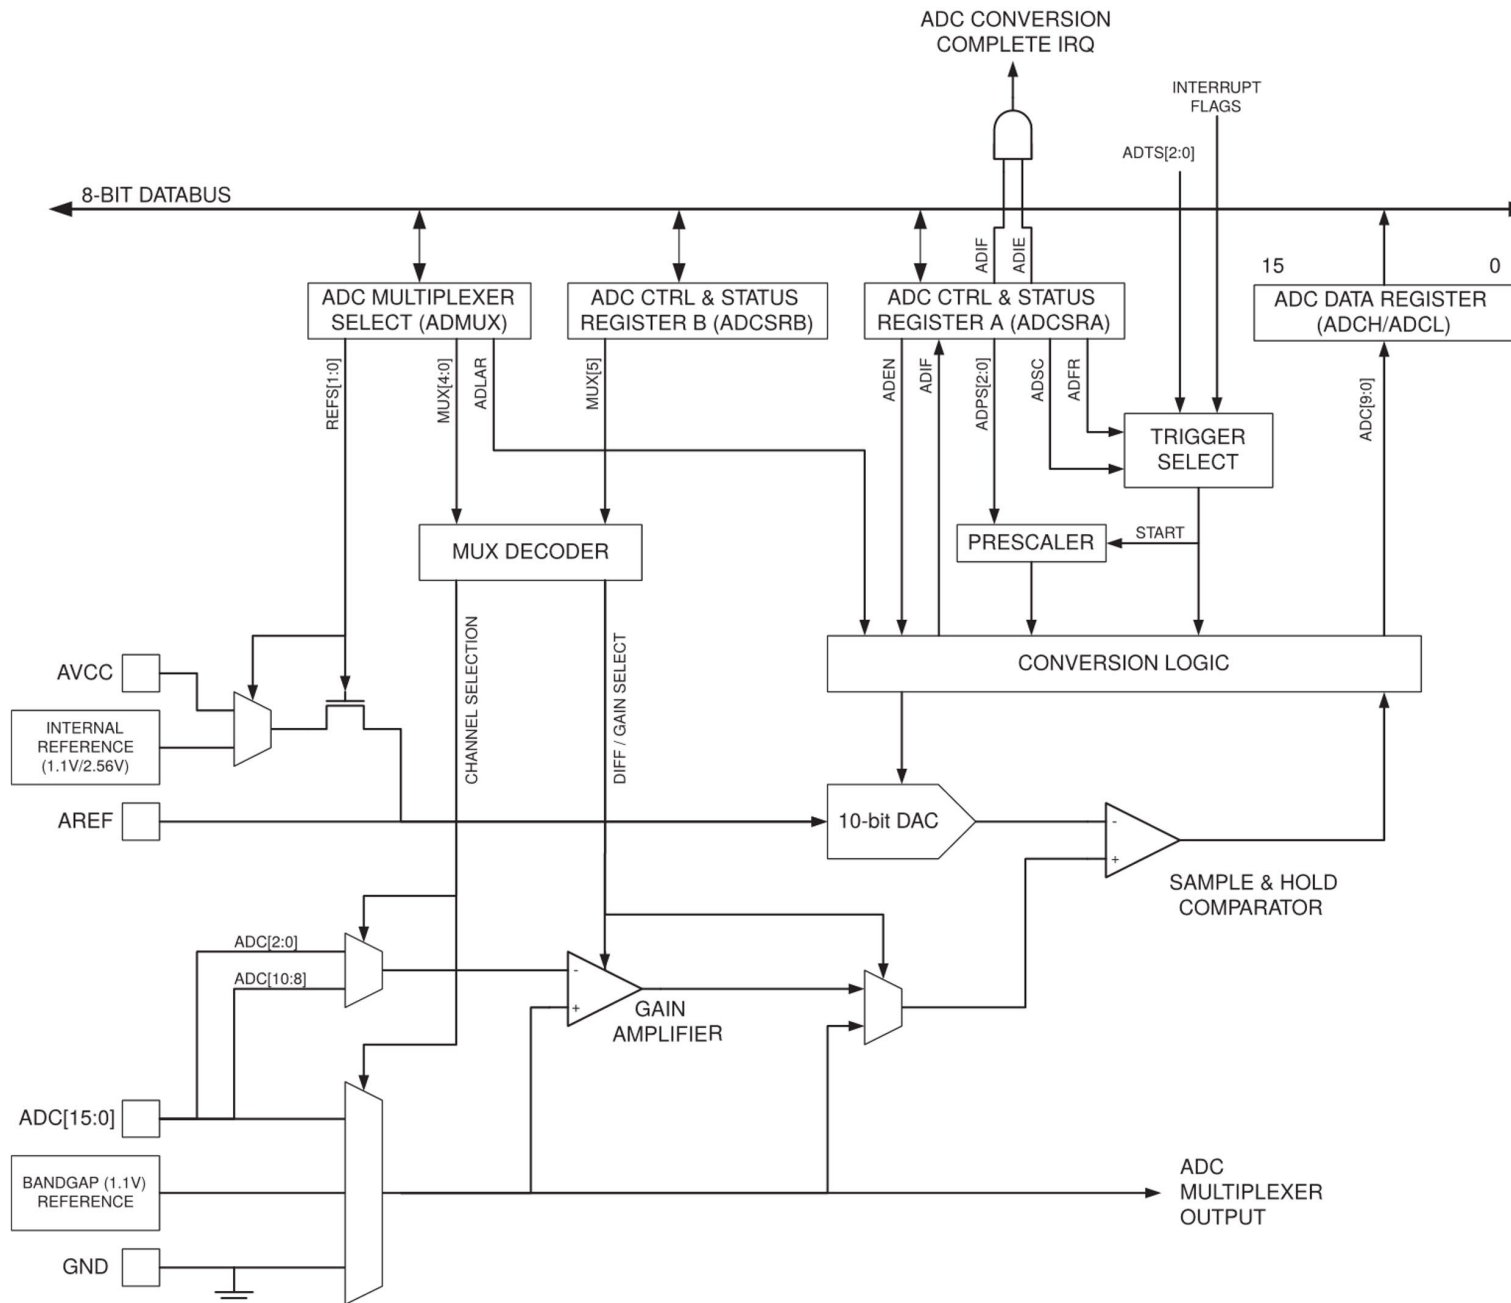 ADC CONVERSION
COMPLETE IRQ
INTERRUPT
FLAGS
ADTS[2:0]
8-BIT DATABUS
ADIF
ADIE
15
0
ADC MULTIPLEXER
SELECT (ADMUX)
ADC CTRL & STATUS
REGISTER B (ADCSRB)
ADC CTRL & STATUS
REGISTER A (ADCSRA)
ADC DATA REGISTER
(ADCH/ADCL)
REFS[1:0]
MUX[4:0]
ADLAR
MUX[5]
ADEN
ADIF
ADPS[2:0]
ADSC
ADFR
ADC[9:0]
TRIGGER
SELECT
MUX DECODER
PRESCALER
START
CHANNEL SELECTION
DIFF / GAIN SELECT
CONVERSION LOGIC
AVCC
INTERNAL
REFERENCE
(1.1V/2.56V)
AREF
10-bit DAC
-
+
SAMPLE & HOLD
COMPARATOR
ADC[2:0]
ADC[10:8]
-
+
GAIN
AMPLIFIER
ADC[15:0]
BANDGAP (1.1V)
REFERENCE
ADC
MULTIPLEXER
OUTPUT
GND